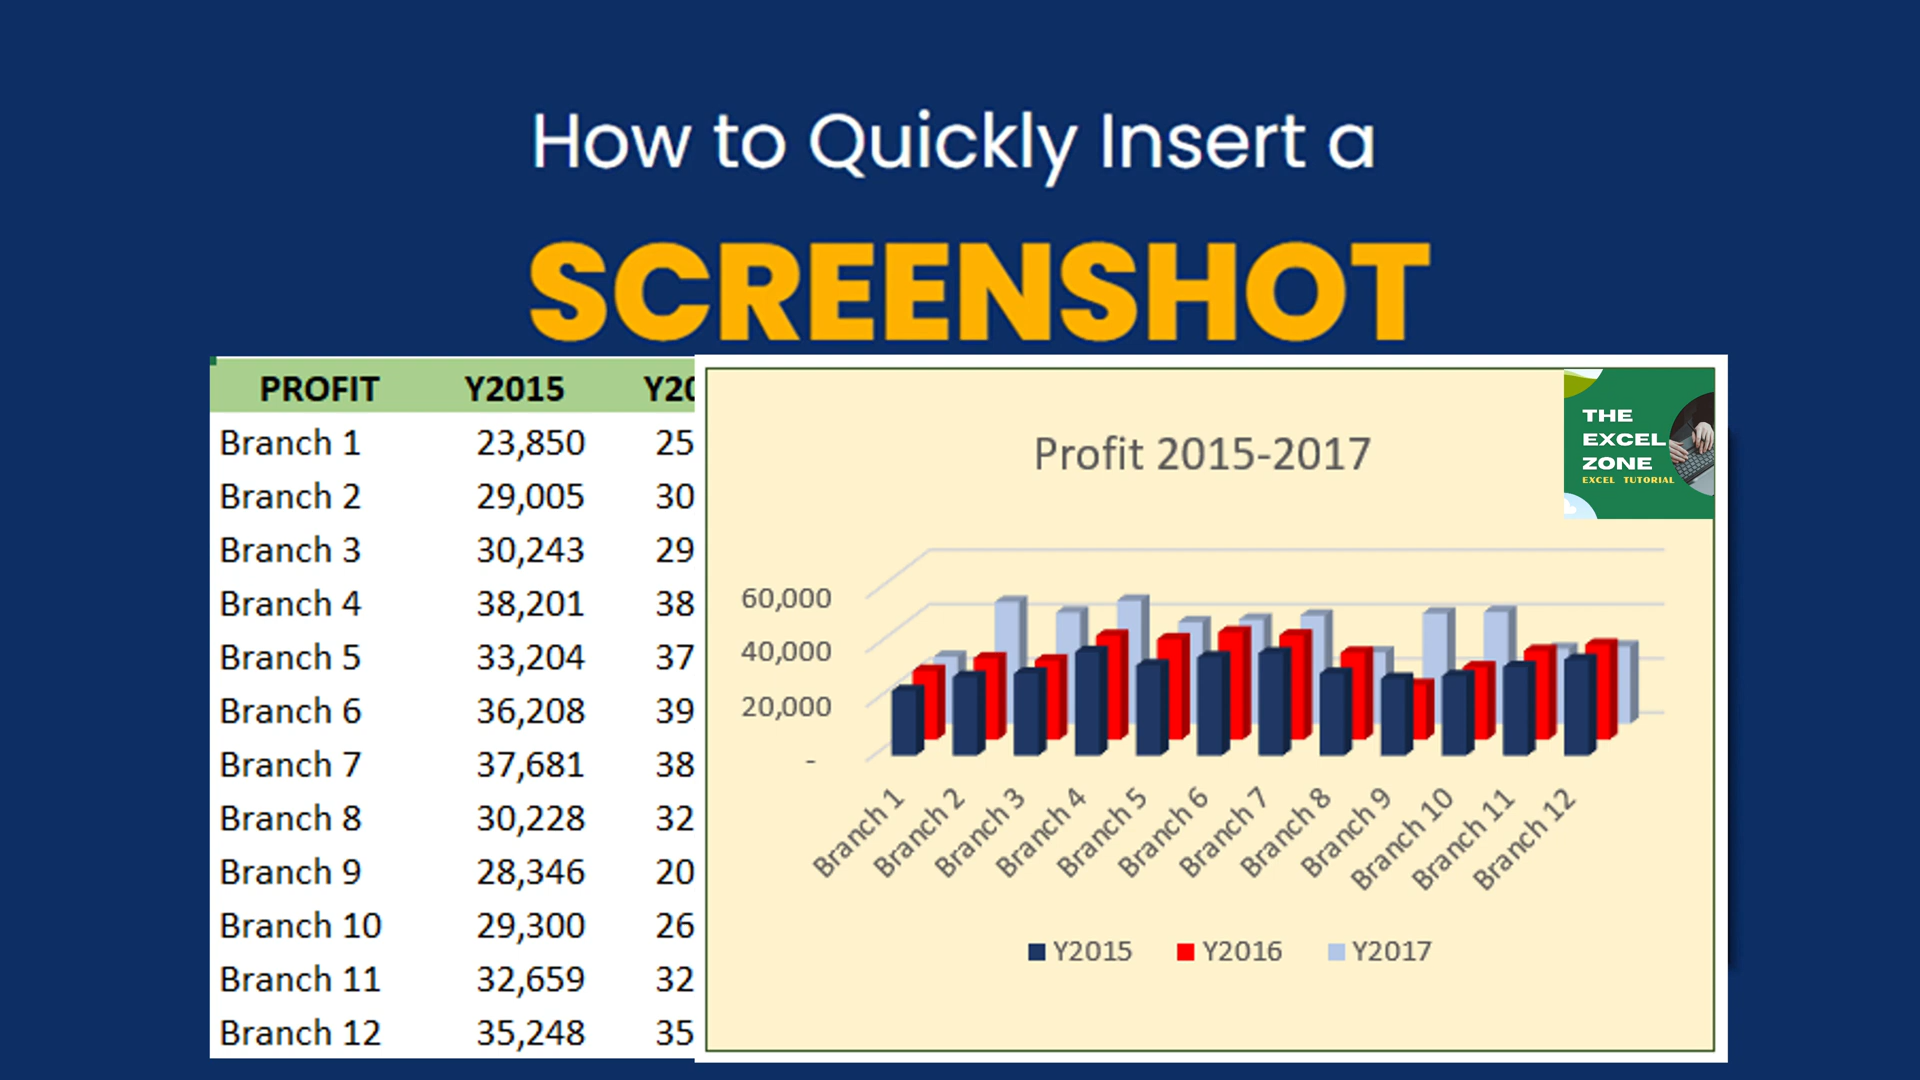 How to Quickly Insert a
SCREENSHOT
PROFIT Y2015
Branch 1 23,850 25
Branch 2 29,005 30
Branch 3 30,243 29
Branch 4 38,201 38
Branch 5 33,204 37
Branch 6 36,208 39
Branch 7 37,681 38
Branch 8 30,228 32
Branch 9 28,346 20
Branch 10 29,300 26
Branch 11 32,659 32
Branch 12 35,248 35
THE
EXCEL
ZONE
EXCEL TUTORIAL
Profit 2015-2017
60,000
40,000
20,000
-
Branch 1
Branch 2
Branch 3
Branch 4
Branch 5
Branch 6
Branch 7
Branch 8
Branch 9
Branch 10
Branch 11
Branch 12
Y2015 Y2016 Y2017